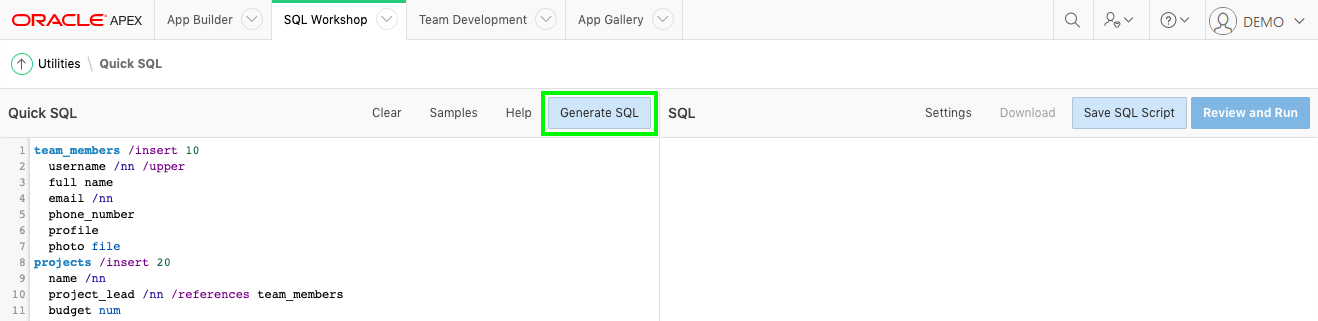 ORACLE APEX App Builder SQL Workshop Team Development App Gallery DEMO
Utilities \ Quick SQL
Quick SQL Clear Samples Help Generate SQL SQL Settings Download Save SQL Script Review and Run
1 team_members /insert 10
2 username /nn /upper
3 full name
4 email /nn
5 phone_number
6 profile
7 photo file
8 projects /insert 20
9 name /nn
10 project_lead /nn /references team_members
11 budget num